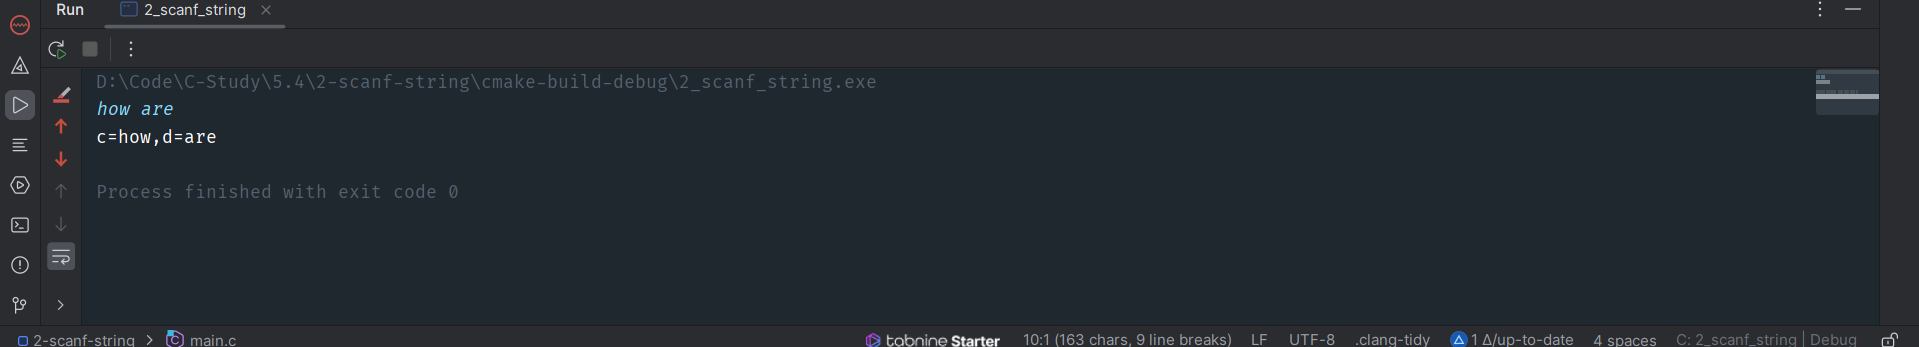 Run 2_scanf_string
D:\Code\C-Study\5.4\2-scanf-string\cmake-build-debug\2_scanf_string.exe
how are
c=how,d=are
Process finished with exit code 0
2-scanf-string > main.c tabnine Starter 10:1 (163 chars, 9 line breaks) LF UTF-8 .clang-tidy 1 Δ/up-to-date 4 spaces C: 2_scanf_string | Debug